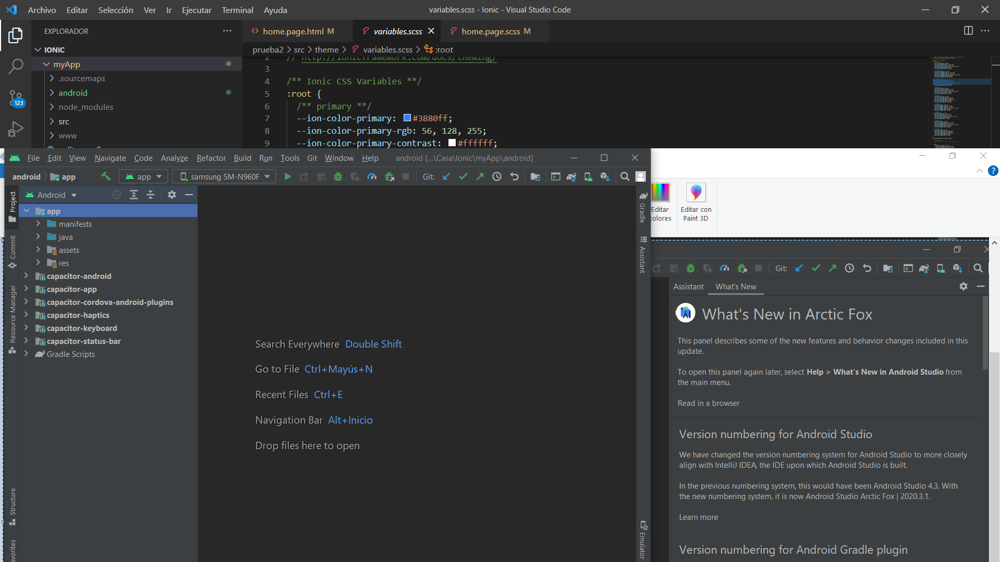 Archivo Editar Selección Ver Ir Ejecutar Terminal Ayuda
variables.scss - Ionic - Visual Studio Code
EXPLORADOR
IONIC
myApp
.sourcemaps
android
node_modules
src
www
123
home.page.html M
variables.scss
home.page.scss M
prueba2 > src > theme > variables.scss > :root
2 // http://ionicframework.com/docs/theming/
3
4 /** Ionic CSS Variables **/
5 :root {
6 /** primary **/
7 --ion-color-primary: #3880ff;
8 --ion-color-primary-rgb: 56, 128, 255;
9 --ion-color-primary-contrast: #ffffff;
File Edit View Navigate Code Analyze Refactor Build Run Tools Git Window Help
android [...\Casa\Ionic\myApp\android]
android app
app
samsung SM-N960F
Git:
Project
Commit
Resource Manager
Structure
Android
app
manifests
java
assets
res
capacitor-android
capacitor-app
capacitor-cordova-android-plugins
capacitor-haptics
capacitor-keyboard
capacitor-status-bar
Gradle Scripts
Search Everywhere Double Shift
Go to File Ctrl+Mayús+N
Recent Files Ctrl+E
Navigation Bar Alt+Inicio
Drop files here to open
Gradle
Assistant
Emulator
?
Editar
colores
Editar con
Paint 3D
Git:
Assistant What's New
What's New in Arctic Fox
This panel describes some of the new features and behavior changes included in this
update.
To open this panel again later, select Help > What's New in Android Studio from
the main menu.
Read in a browser
Version numbering for Android Studio
We have changed the version numbering system for Android Studio to more closely
align with IntelliJ IDEA, the IDE upon which Android Studio is built.
In the previous numbering system, this would have been Android Studio 4.3. With
the new numbering system, it is now Android Studio Arctic Fox | 2020.3.1.
Learn more
Version numbering for Android Gradle plugin